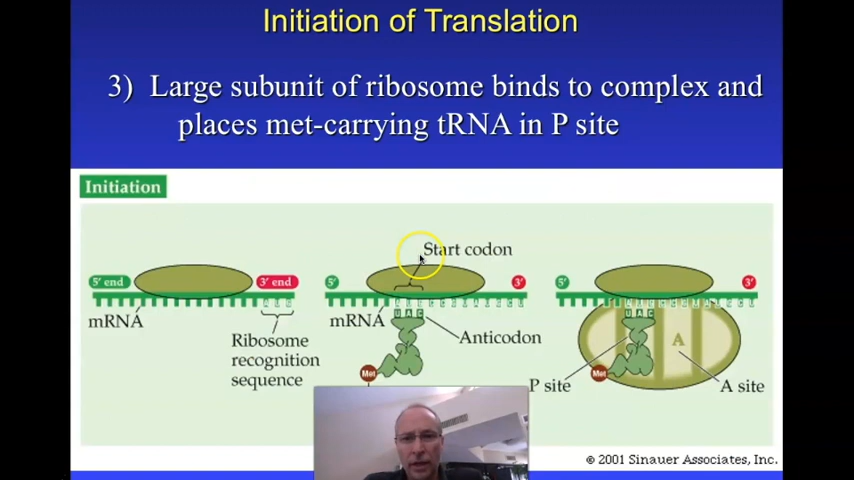 Initiation of Translation
3) Large subunit of ribosome binds to complex and
places met-carrying tRNA in P site
Initiation
Start codon
5′ end
3′ end
5′
3′
5′
3′
mRNA
mRNA
U A C
U A C
Ribosome
recognition
sequence
Anticodon
A
Met
Met
P site
A site
© 2001 Sinauer Associates, Inc.